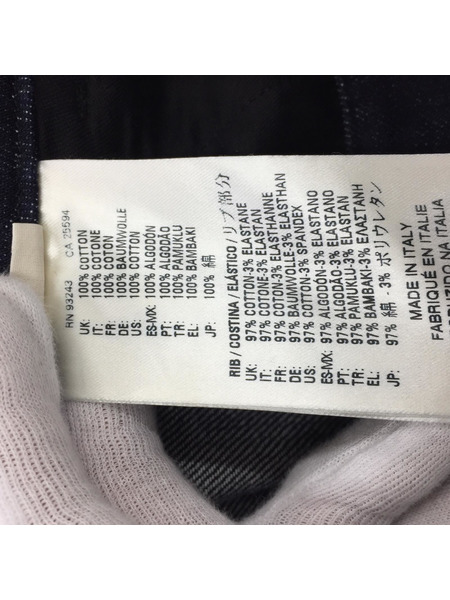 RN 93243 CA 25594
UK: 100% COTTON
IT: 100% COTONE
FR: 100% COTON
DE: 100% BAUMWOLLE
US: 100% COTTON
ES-MX: 100% ALGODÓN
PT: 100% ALGODÃO
TR: 100% PAMUKLU
EL: 100% BAMBAKI
JP: 100% 綿
RIB / COSTINA / ELÁSTICO / リブ部分
UK: 97% COTTON-3% ELASTANE
IT: 97% COTONE-3% ELASTAN
FR: 97% COTON-3% ELASTHANNE
DE: 97% BAUMWOLLE-3% ELASTHAN
US: 97% COTTON-3% SPANDEX
ES-MX: 97% ALGODÓN-3% ELASTANO
PT: 97% ALGODÃO-3% ELASTANO
TR: 97% PAMUKLU-3% ELASTAN
EL: 97% BAMBAKI-3% ΕΛΑΣΤΑΝΗ
JP: 97% 綿 - 3% ポリウレタン
MADE IN ITALY
FABRIQUÉ EN ITALIE
NA ITALIA